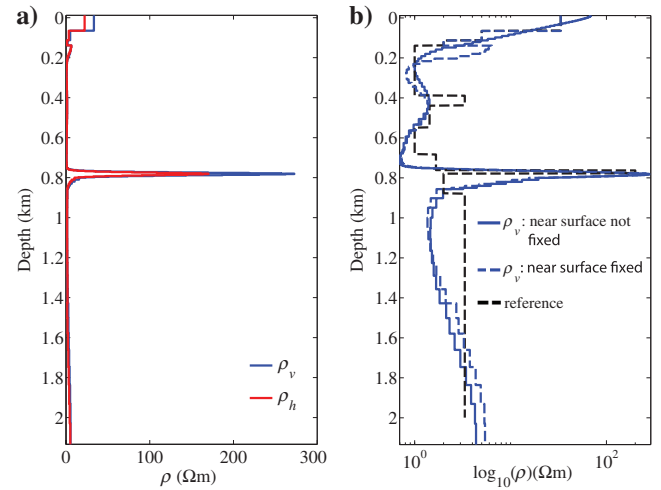 a)
0
0.2
0.4
0.6
0.8
1
1.2
1.4
1.6
1.8
2
Depth (km)
ρv
ρh
0
100
200
300
ρ (Ωm)
b)
0
0.2
0.4
0.6
0.8
1
1.2
1.4
1.6
1.8
2
Depth (km)
ρv: near surface not
fixed
ρv: near surface fixed
reference
10^0
10^1
10^2
log10(ρ)(Ωm)